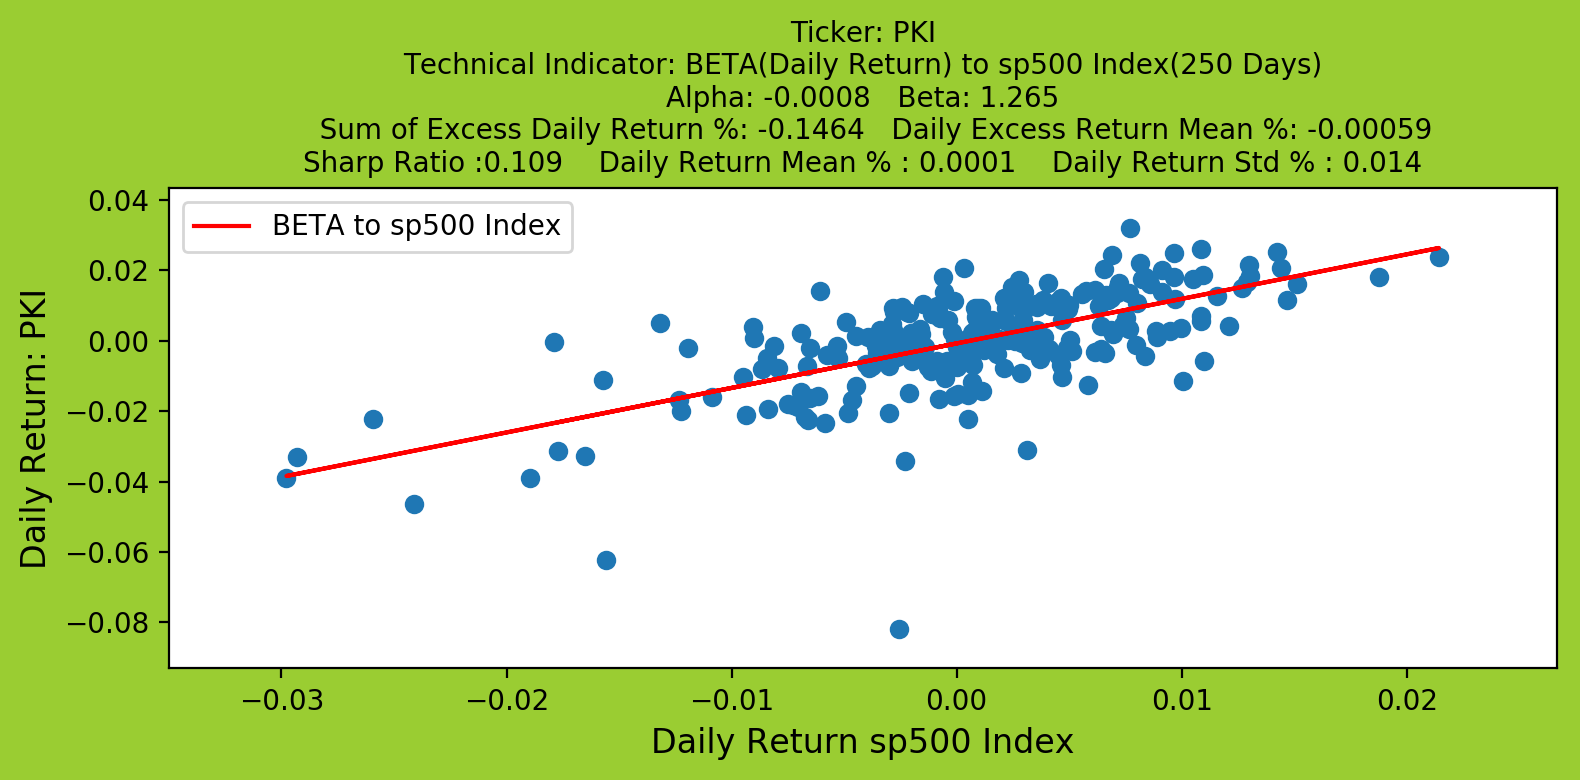 Ticker: PKI
Technical Indicator: BETA(Daily Return) to sp500 Index(250 Days)
Alpha: -0.0008   Beta: 1.265
Sum of Excess Daily Return %: -0.1464   Daily Excess Return Mean %: -0.00059
Sharp Ratio :0.109    Daily Return Mean % : 0.0001    Daily Return Std % : 0.014
BETA to sp500 Index
Daily Return: PKI
0.04
0.02
0.00
−0.02
−0.04
−0.06
−0.08
−0.03 −0.02 −0.01 0.00 0.01 0.02
Daily Return sp500 Index